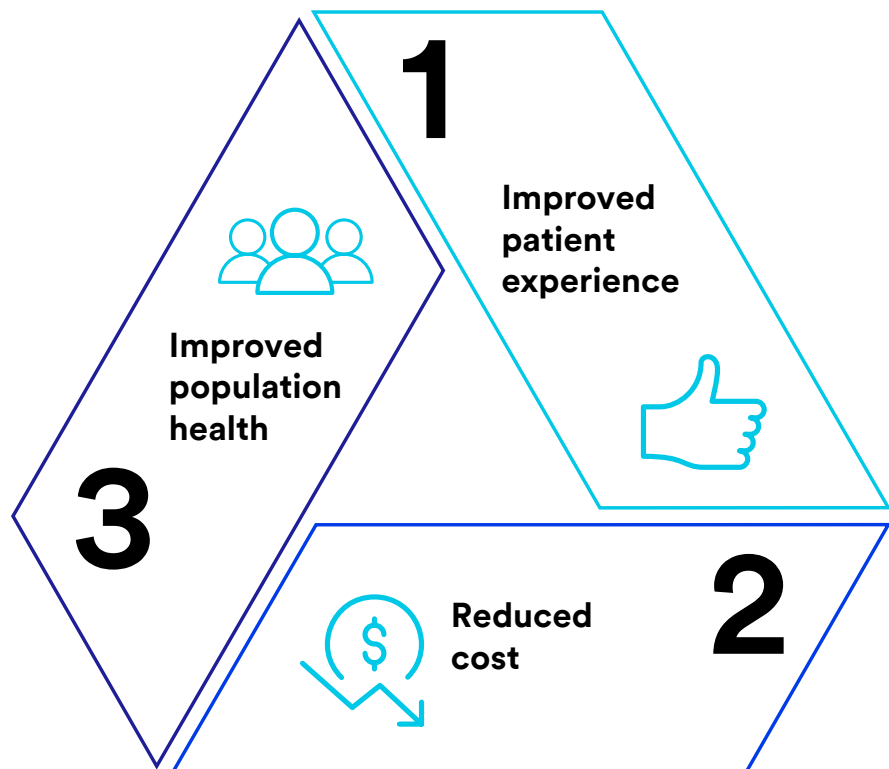 1
Improved
patient
experience
2
Reduced
cost
$
3
Improved
population
health